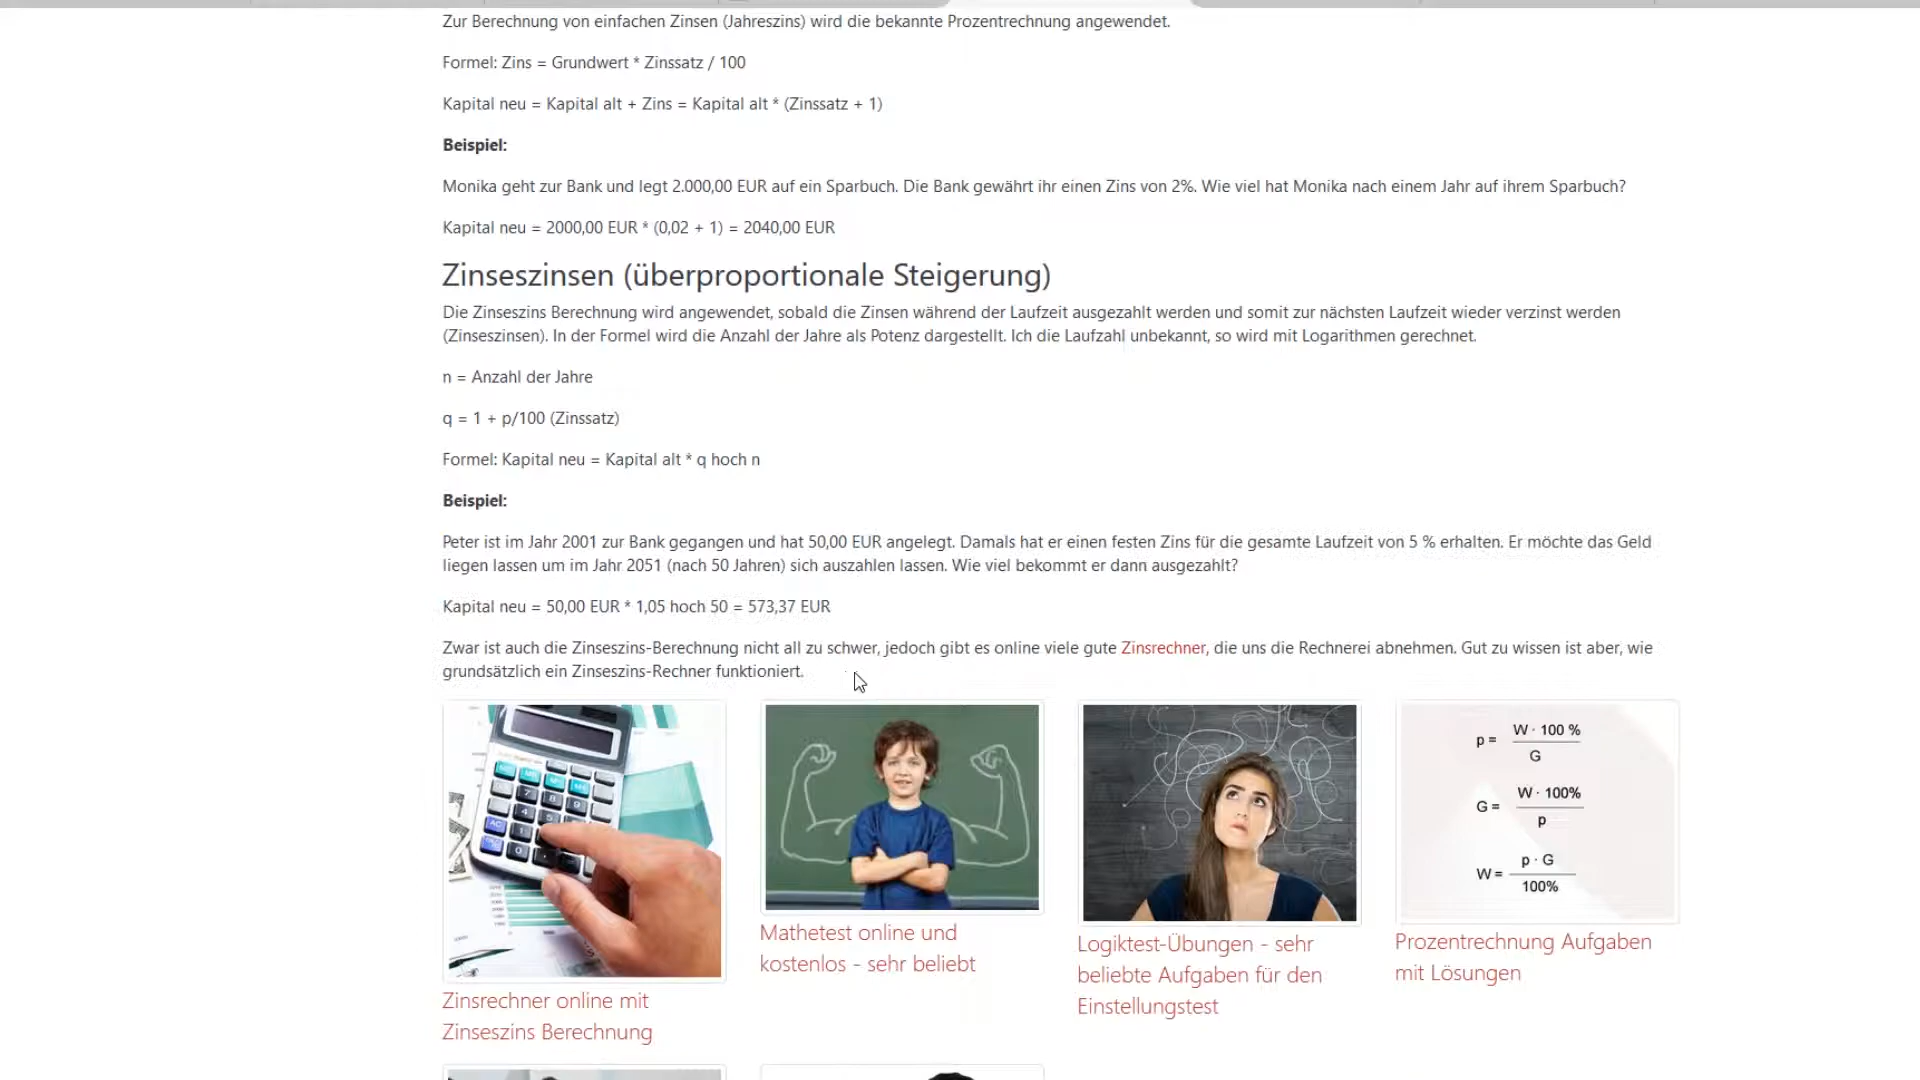 Zur Berechnung von einfachen Zinsen (Jahreszins) wird die bekannte Prozentrechnung angewendet.
Formel: Zins = Grundwert * Zinssatz / 100
Kapital neu = Kapital alt + Zins = Kapital alt * (Zinssatz + 1)
Beispiel:
Monika geht zur Bank und legt 2.000,00 EUR auf ein Sparbuch. Die Bank gewährt ihr einen Zins von 2%. Wie viel hat Monika nach einem Jahr auf ihrem Sparbuch?
Kapital neu = 2000,00 EUR * (0,02 + 1) = 2040,00 EUR
Zinseszinsen (überproportionale Steigerung)
Die Zinseszins Berechnung wird angewendet, sobald die Zinsen während der Laufzeit ausgezahlt werden und somit zur nächsten Laufzeit wieder verzinst werden
(Zinseszinsen). In der Formel wird die Anzahl der Jahre als Potenz dargestellt. Ich die Laufzahl unbekannt, so wird mit Logarithmen gerechnet.
n = Anzahl der Jahre
q = 1 + p/100 (Zinssatz)
Formel: Kapital neu = Kapital alt * q hoch n
Beispiel:
Peter ist im Jahr 2001 zur Bank gegangen und hat 50,00 EUR angelegt. Damals hat er einen festen Zins für die gesamte Laufzeit von 5 % erhalten. Er möchte das Geld
liegen lassen um im Jahr 2051 (nach 50 Jahren) sich auszahlen lassen. Wie viel bekommt er dann ausgezahlt?
Kapital neu = 50,00 EUR * 1,05 hoch 50 = 573,37 EUR
Zwar ist auch die Zinseszins-Berechnung nicht all zu schwer, jedoch gibt es online viele gute Zinsrechner, die uns die Rechnerei abnehmen. Gut zu wissen ist aber, wie
grundsätzlich ein Zinseszins-Rechner funktioniert.
p = W · 100 % / G
G = W · 100% / p
W = p · G / 100%
Zinsrechner online mit
Zinseszins Berechnung
Mathetest online und
kostenlos - sehr beliebt
Logiktest-Übungen - sehr
beliebte Aufgaben für den
Einstellungstest
Prozentrechnung Aufgaben
mit Lösungen